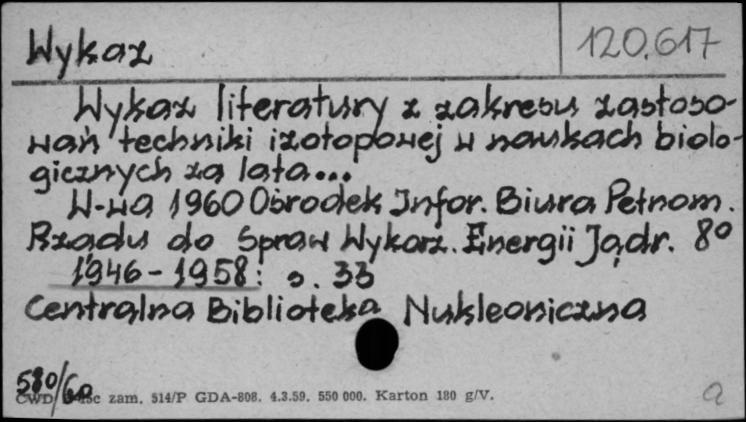 Wykaz 120.617
Wykaz literatury z zakresu zastoso-
wań techniki izotopowej w naukach biolo-
gicznych za lata...
W-wa 1960 Ośrodek Infor. Biura Pełnom.
Rządu do Spraw Wykorz. Energii Jądr. 80
1946-1958: s. 33
Centralna Biblioteka Nukleoniczna
580/60
CWD zam. 514/P GDA-808. 4.3.59. 550 000. Karton 180 g/V.
a